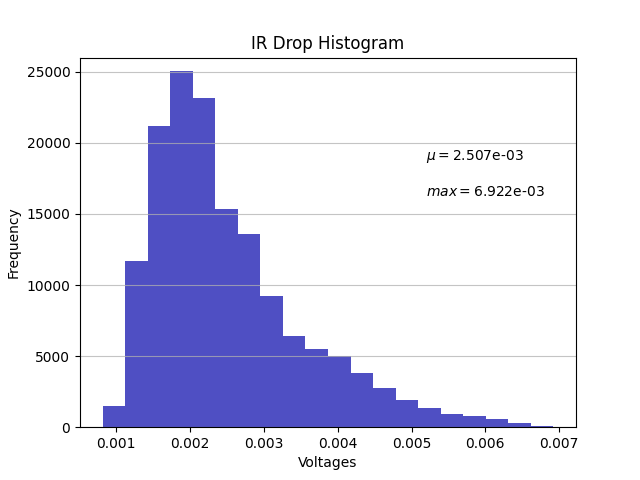 IR Drop Histogram
25000
20000
15000
10000
5000
0
Frequency
μ = 2.507e-03
max = 6.922e-03
0.001 0.002 0.003 0.004 0.005 0.006 0.007
Voltages